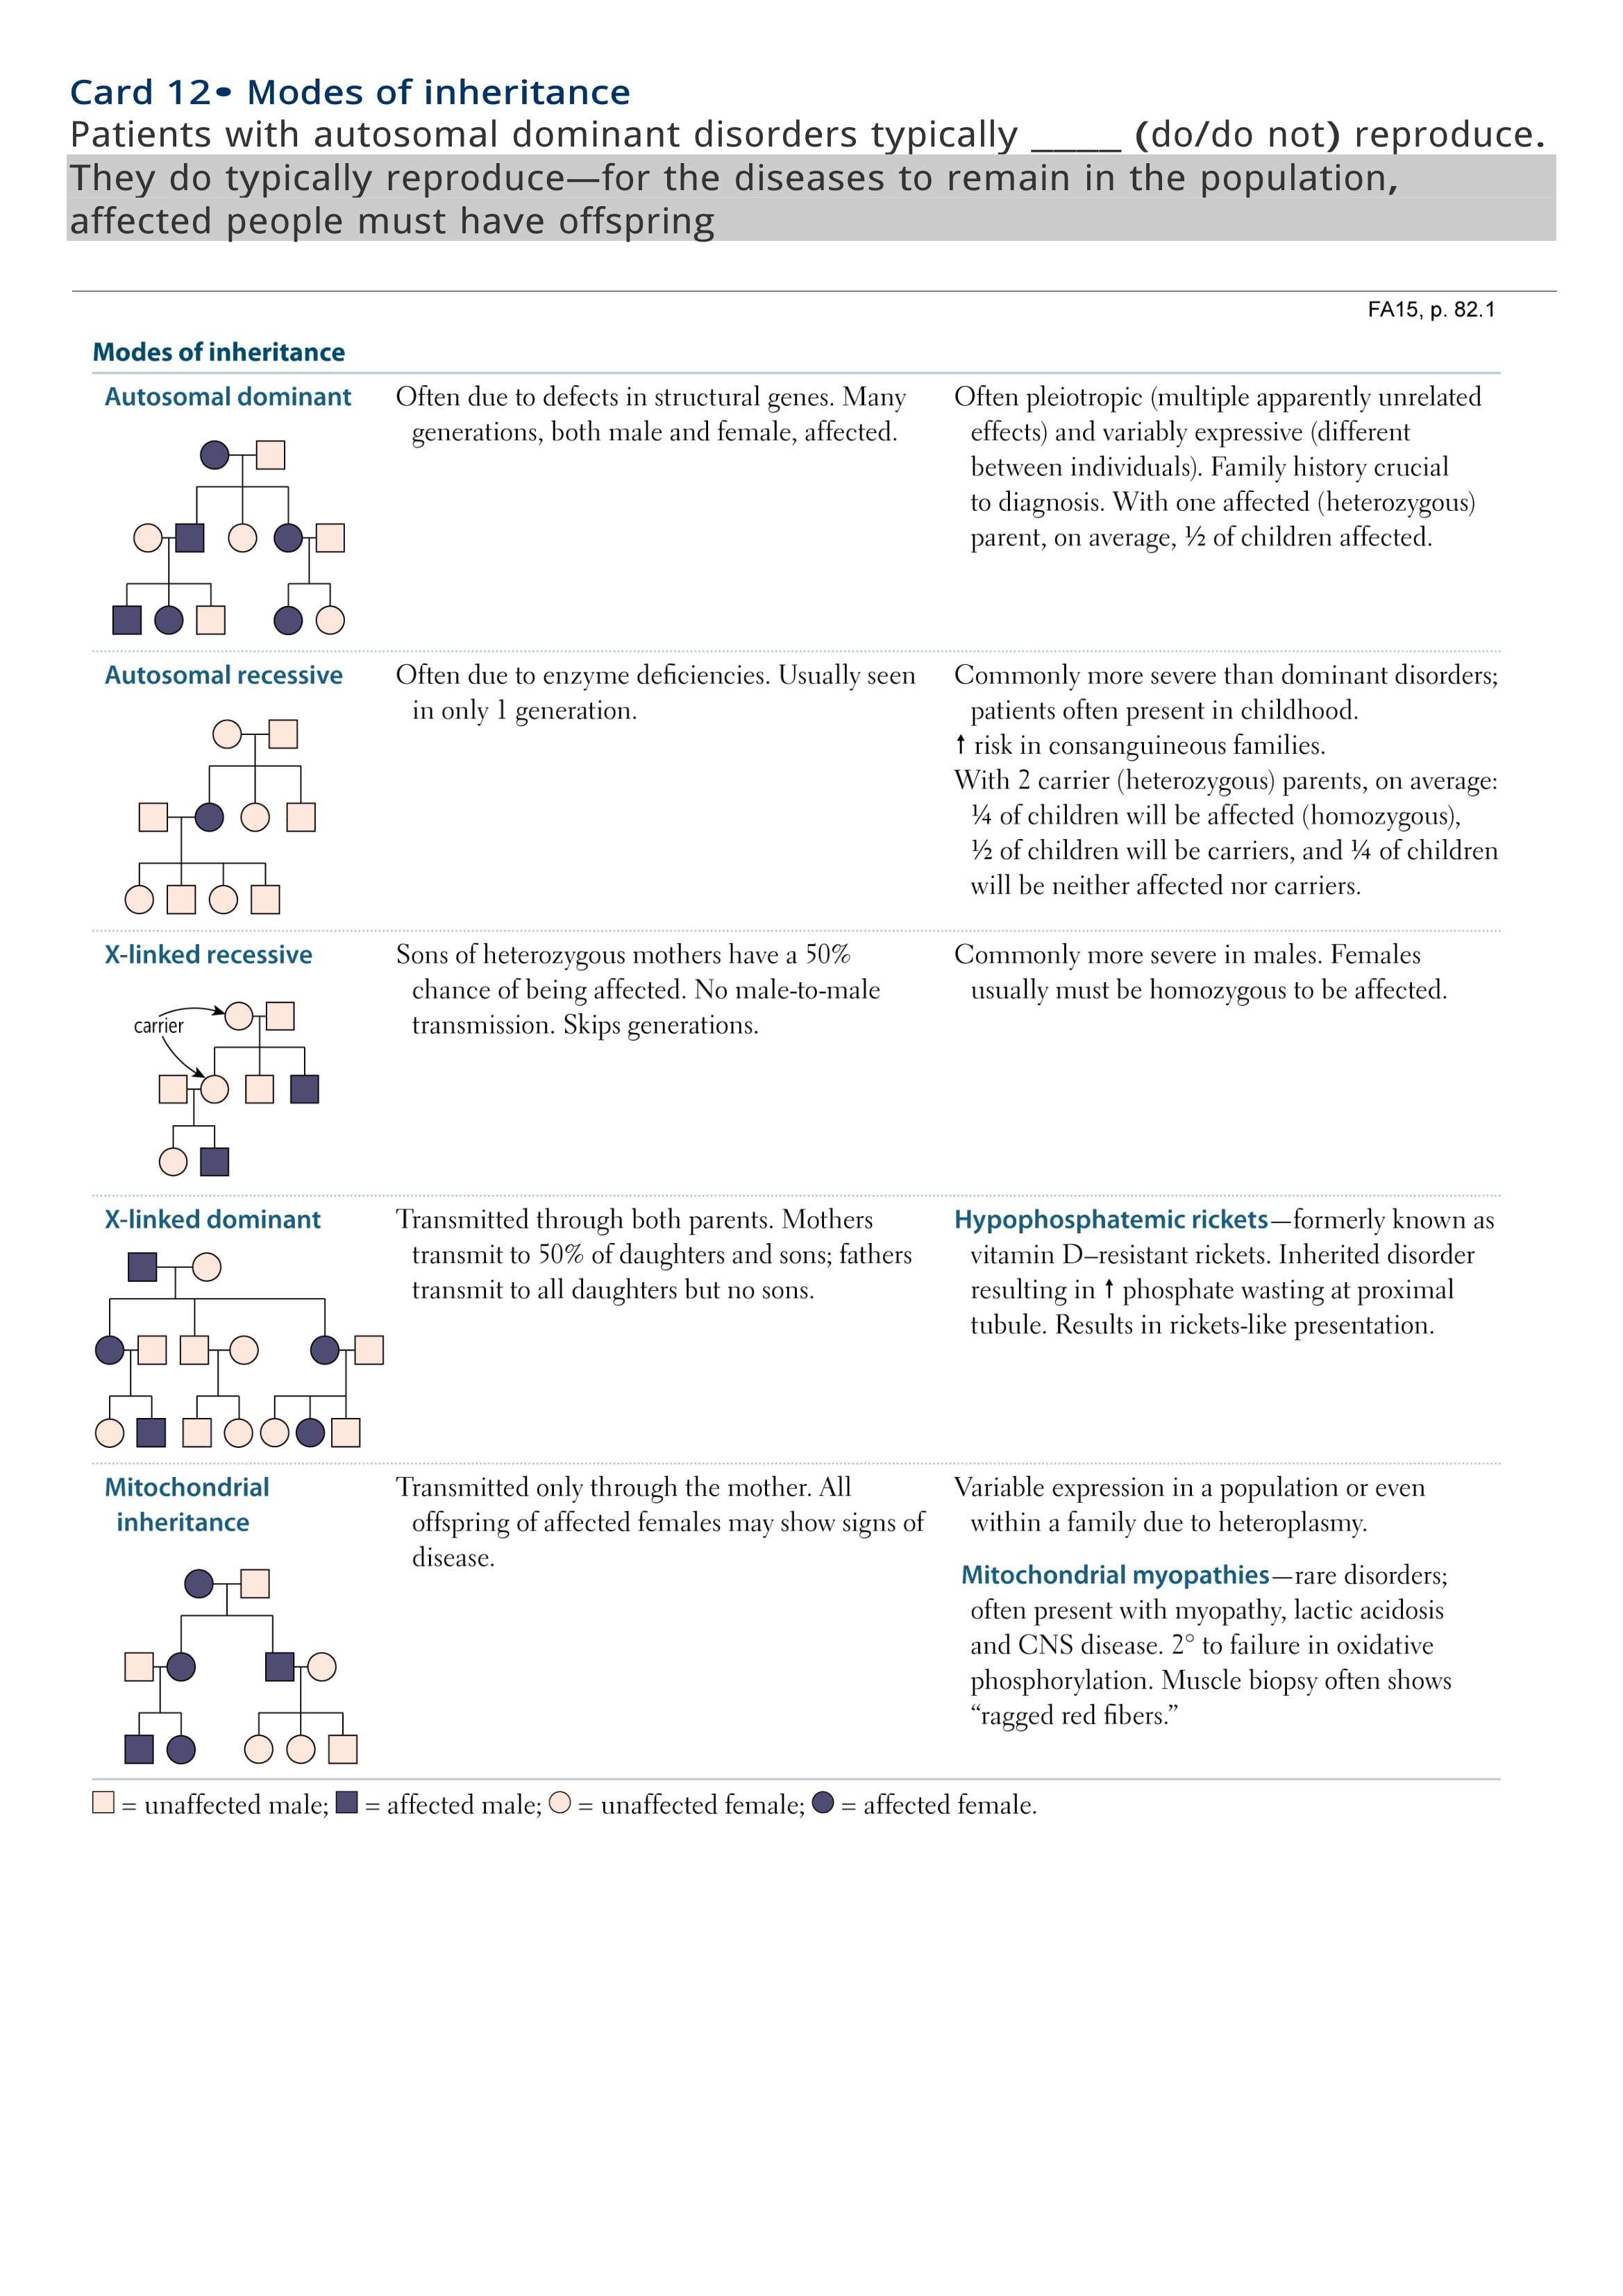 Card 12• Modes of inheritance
Patients with autosomal dominant disorders typically ____ (do/do not) reproduce.
They do typically reproduce—for the diseases to remain in the population,
affected people must have offspring
FA15, p. 82.1
Modes of inheritance
Autosomal dominant
Often due to defects in structural genes. Many
generations, both male and female, affected.
Often pleiotropic (multiple apparently unrelated
effects) and variably expressive (different
between individuals). Family history crucial
to diagnosis. With one affected (heterozygous)
parent, on average, ½ of children affected.
Autosomal recessive
Often due to enzyme deficiencies. Usually seen
in only 1 generation.
Commonly more severe than dominant disorders;
patients often present in childhood.
↑ risk in consanguineous families.
With 2 carrier (heterozygous) parents, on average:
¼ of children will be affected (homozygous),
½ of children will be carriers, and ¼ of children
will be neither affected nor carriers.
X-linked recessive
carrier
Sons of heterozygous mothers have a 50%
chance of being affected. No male-to-male
transmission. Skips generations.
Commonly more severe in males. Females
usually must be homozygous to be affected.
X-linked dominant
Transmitted through both parents. Mothers
transmit to 50% of daughters and sons; fathers
transmit to all daughters but no sons.
Hypophosphatemic rickets—formerly known as
vitamin D–resistant rickets. Inherited disorder
resulting in ↑ phosphate wasting at proximal
tubule. Results in rickets-like presentation.
Mitochondrial
inheritance
Transmitted only through the mother. All
offspring of affected females may show signs of
disease.
Variable expression in a population or even
within a family due to heteroplasmy.
Mitochondrial myopathies—rare disorders;
often present with myopathy, lactic acidosis
and CNS disease. 2° to failure in oxidative
phosphorylation. Muscle biopsy often shows
“ragged red fibers.”
= unaffected male; = affected male; = unaffected female; = affected female.